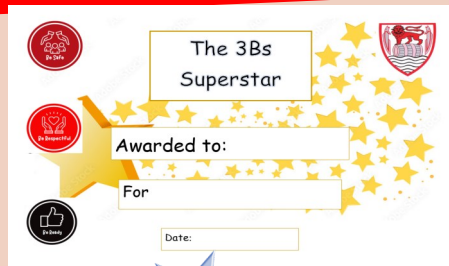 Be Safe
The 3Bs
Superstar
Be Respectful
Awarded to:
For
Be Ready
Date: